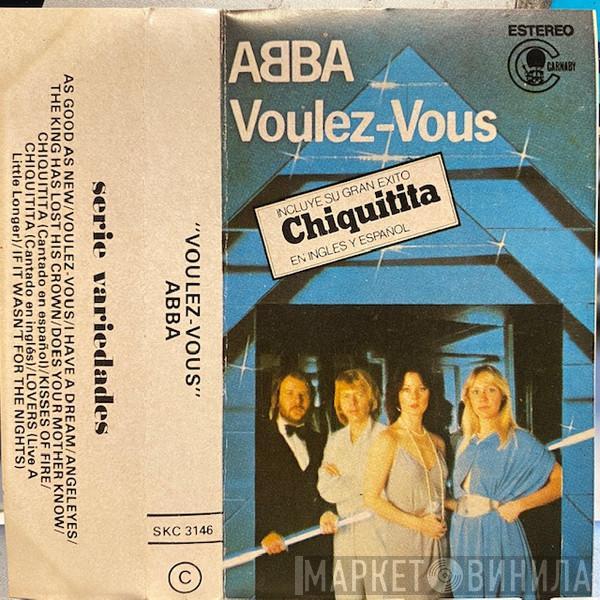 AS GOOD AS NEW/VOULEZ-VOUS/I HAVE A DREAM/ANGELEYES/
THE KING HAS LOST HIS CROWN/DOES YOUR MOTHER KNOW/
CHIQUITITA (Cantado en español)/KISSES OF FIRE/
CHIQUITITA (Cantado en inglés)/LOVERS (Live A
Little Longer)/IF IT WASN'T FOR THE NIGHTS)
serie variedades
"VOULEZ-VOUS"
ABBA
SKC 3146
C
ABBA
Voulez-Vous
ESTEREO
CARNABY
INCLUYE SU GRAN EXITO
Chiquitita
EN INGLES Y ESPAÑOL
МАРКЕТ ВИНИЛА